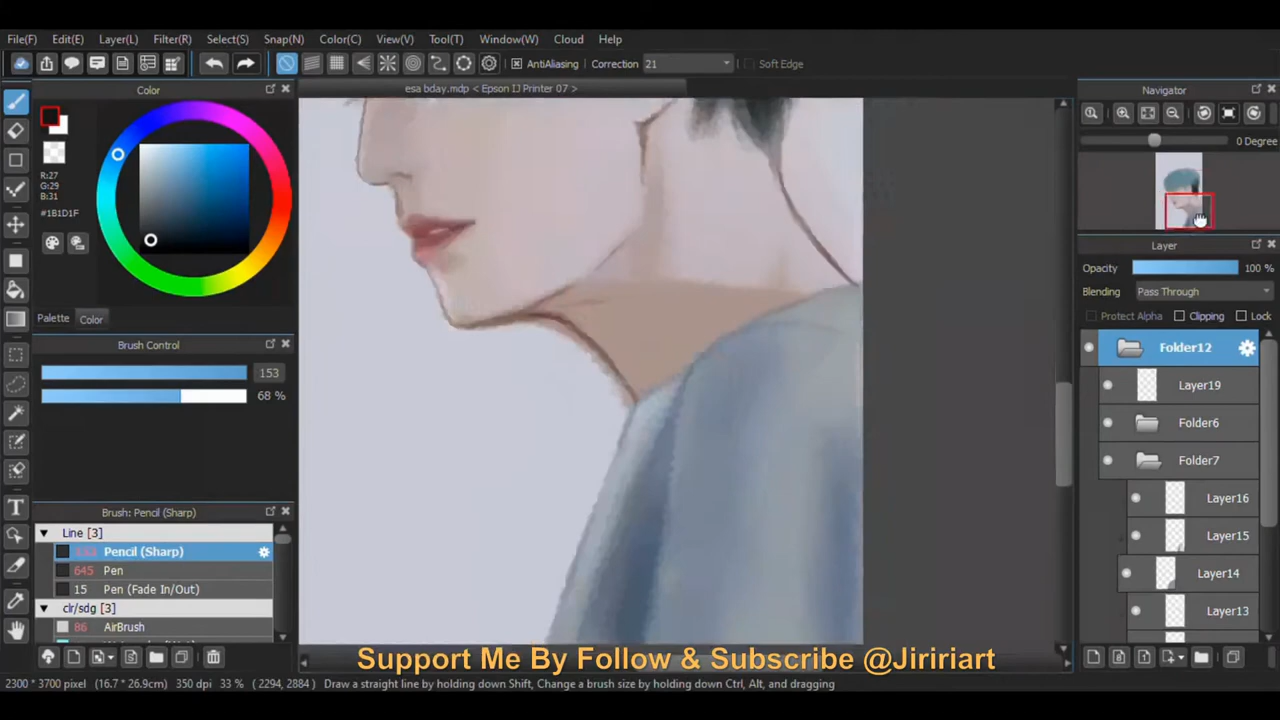 File(F) Edit(E) Layer(L) Filter(R) Select(S) Snap(N) Color(C) View(V) Tool(T) Window(W) Cloud Help
AntiAliasing Correction 21 Soft Edge
Color
esa bday.mdp < Epson IJ Printer 07 >
Navigator
0 Degree
R:27
G:29
B:31
#1B1D1F
Palette Color
Brush Control
153
68 %
Layer
Opacity 100 %
Blending Pass Through
Protect Alpha Clipping Lock
Folder12
Layer19
Folder6
Folder7
Layer16
Layer15
Layer14
Layer13
Brush: Pencil (Sharp)
Line [3]
Pencil (Sharp)
645 Pen
15 Pen (Fade In/Out)
clr/sdg [3]
86 AirBrush
Support Me By Follow & Subscribe @Jiririart
2300 * 3700 pixel (16.7 * 26.9cm) 350 dpi 33 % ( 2294, 2884 ) Draw a straight line by holding down Shift, Change a brush size by holding down Ctrl, Alt, and dragging